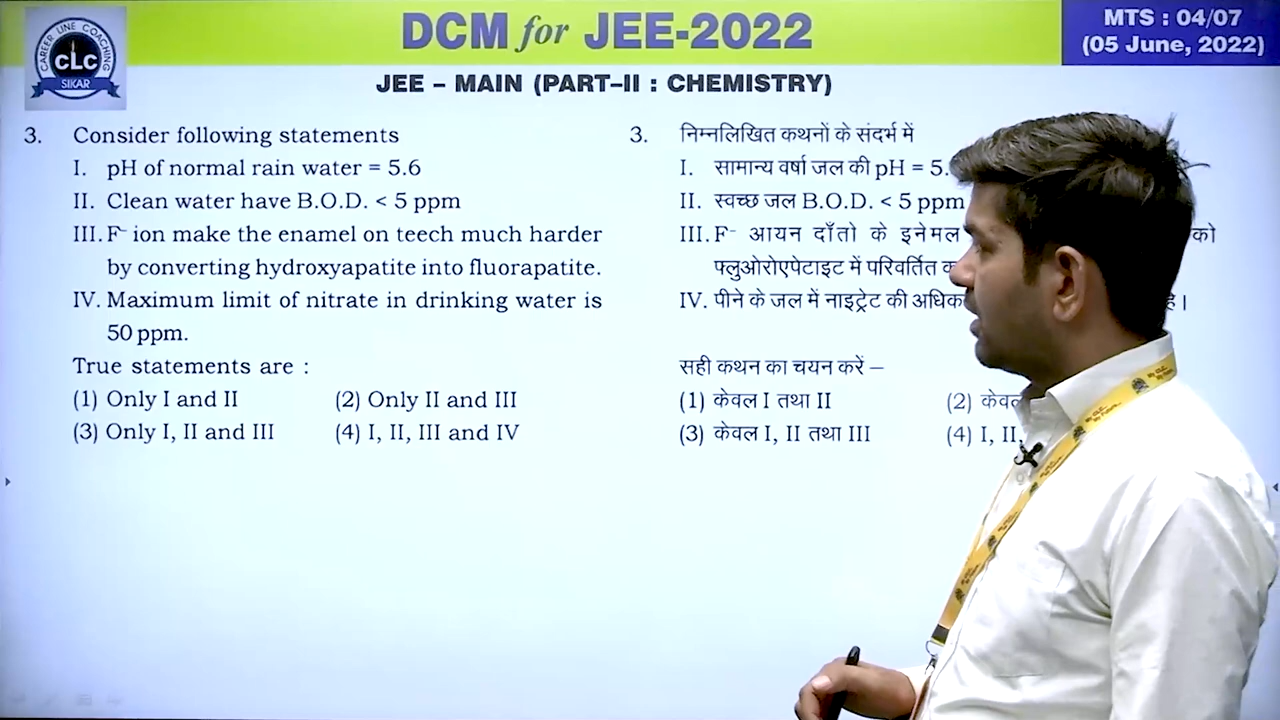 CAREER LINE COACHING
CLC
SIKAR
DCM for JEE-2022
MTS : 04/07
(05 June, 2022)
JEE – MAIN (PART–II : CHEMISTRY)
3. Consider following statements
I. pH of normal rain water = 5.6
II. Clean water have B.O.D. < 5 ppm
III. F⁻ ion make the enamel on teech much harder
by converting hydroxyapatite into fluorapatite.
IV. Maximum limit of nitrate in drinking water is
50 ppm.
True statements are :
(1) Only I and II (2) Only II and III
(3) Only I, II and III (4) I, II, III and IV
3. निम्नलिखित कथनों के संदर्भ में
I. सामान्य वर्षा जल की pH = 5.
II. स्वच्छ जल B.O.D. < 5 ppm
III. F⁻ आयन दाँतो के इनेमल को
फ्लुओरोएपेटाइट में परिवर्तित
IV. पीने के जल में नाइट्रेट की है।
सही कथन का चयन करें –
(1) केवल I तथा II (2)
(3) केवल I, II तथा III (4) I, II,